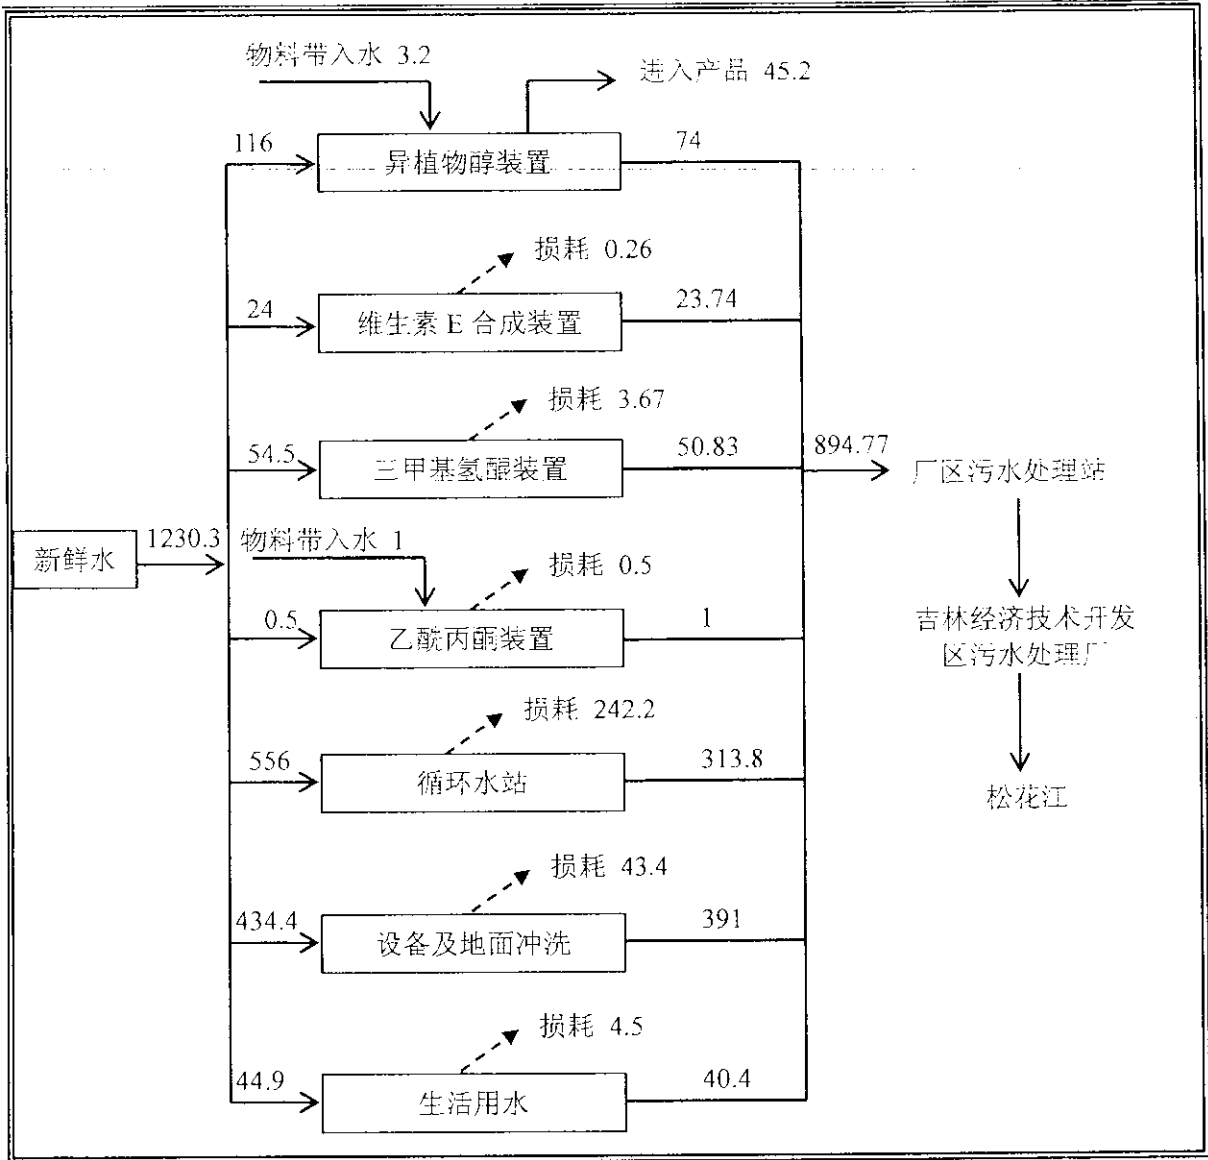 物料带入水 3.2
进入产品 45.2
116
异植物醇装置
74
损耗 0.26
24
维生素 E 合成装置
23.74
损耗 3.67
54.5
三甲基氢醌装置
50.83
894.77
厂区污水处理站
新鲜水
1230.3
物料带入水 1
损耗 0.5
0.5
乙酰丙酮装置
1
吉林经济技术开发
区污水处理厂
损耗 242.2
556
循环水站
313.8
松花江
损耗 43.4
434.4
设备及地面冲洗
391
损耗 4.5
44.9
生活用水
40.4